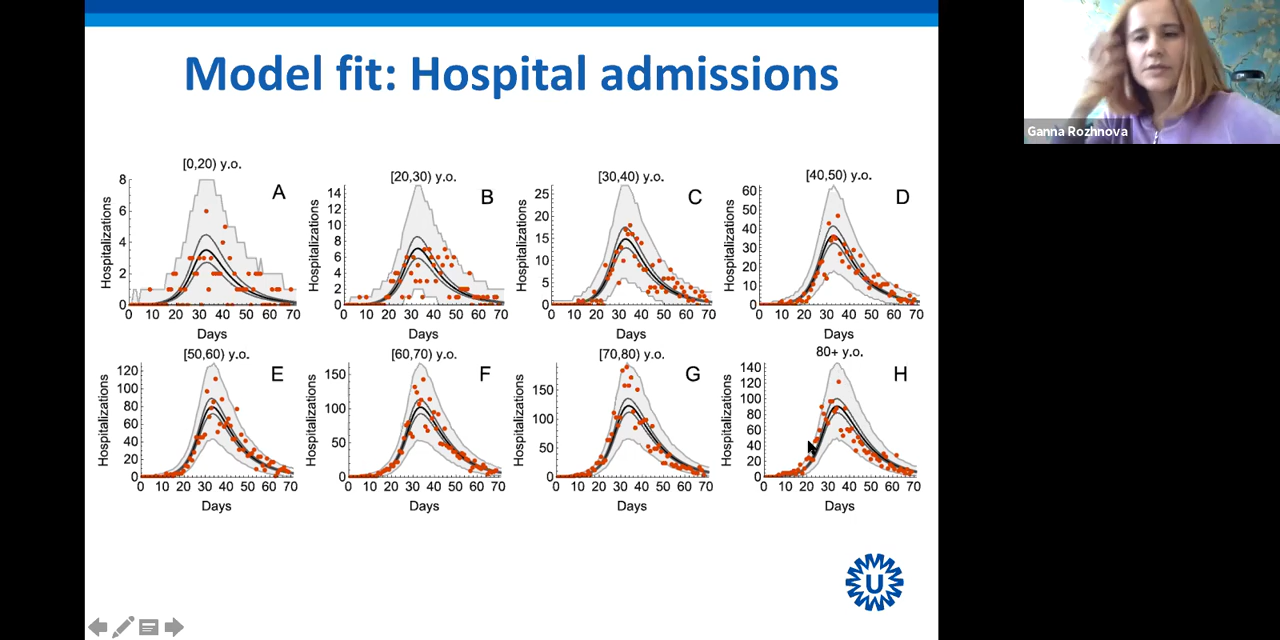 Model fit: Hospital admissions
Ganna Rozhnova
[0,20) y.o.
A
Hospitalizations
8
6
4
2
0
0 10 20 30 40 50 60 70
Days
[20,30) y.o.
B
Hospitalizations
14
12
10
8
6
4
2
0
0 10 20 30 40 50 60 70
Days
[30,40) y.o.
C
Hospitalizations
25
20
15
10
5
0
0 10 20 30 40 50 60 70
Days
[40,50) y.o.
D
Hospitalizations
60
50
40
30
20
10
0
0 10 20 30 40 50 60 70
Days
[50,60) y.o.
E
Hospitalizations
120
100
80
60
40
20
0
0 10 20 30 40 50 60 70
Days
[60,70) y.o.
F
Hospitalizations
150
100
50
0
0 10 20 30 40 50 60 70
Days
[70,80) y.o.
G
Hospitalizations
150
100
50
0
0 10 20 30 40 50 60 70
Days
80+ y.o.
H
Hospitalizations
140
120
100
80
60
40
20
0
0 10 20 30 40 50 60 70
Days
U